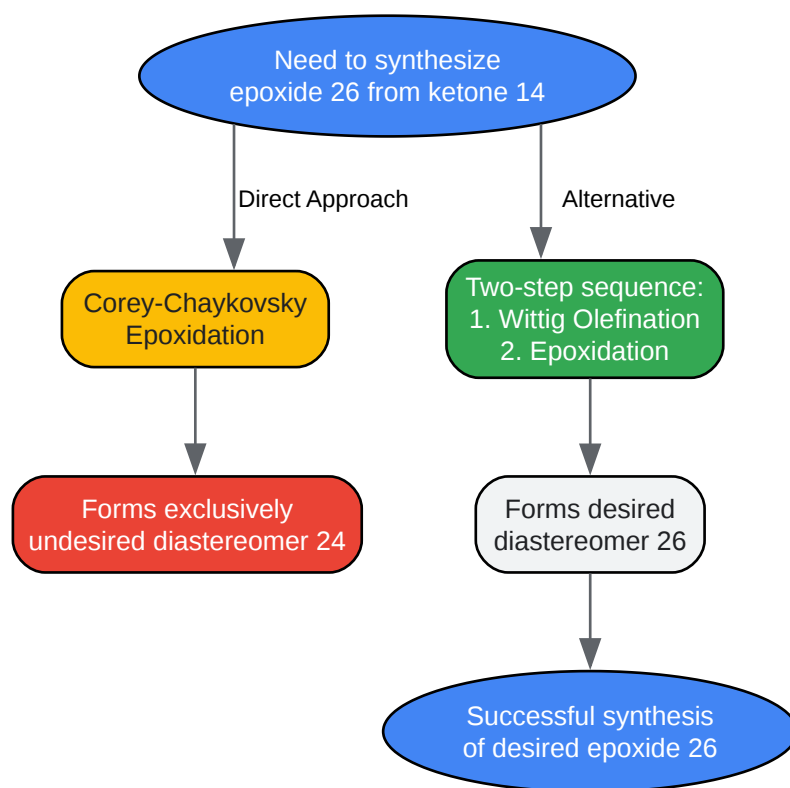 Need to synthesize
epoxide 26 from ketone 14
Direct Approach
Alternative
Corey-Chaykovsky
Epoxidation
Two-step sequence:
1. Wittig Olefination
2. Epoxidation
Forms exclusively
undesired diastereomer 24
Forms desired
diastereomer 26
Successful synthesis
of desired epoxide 26